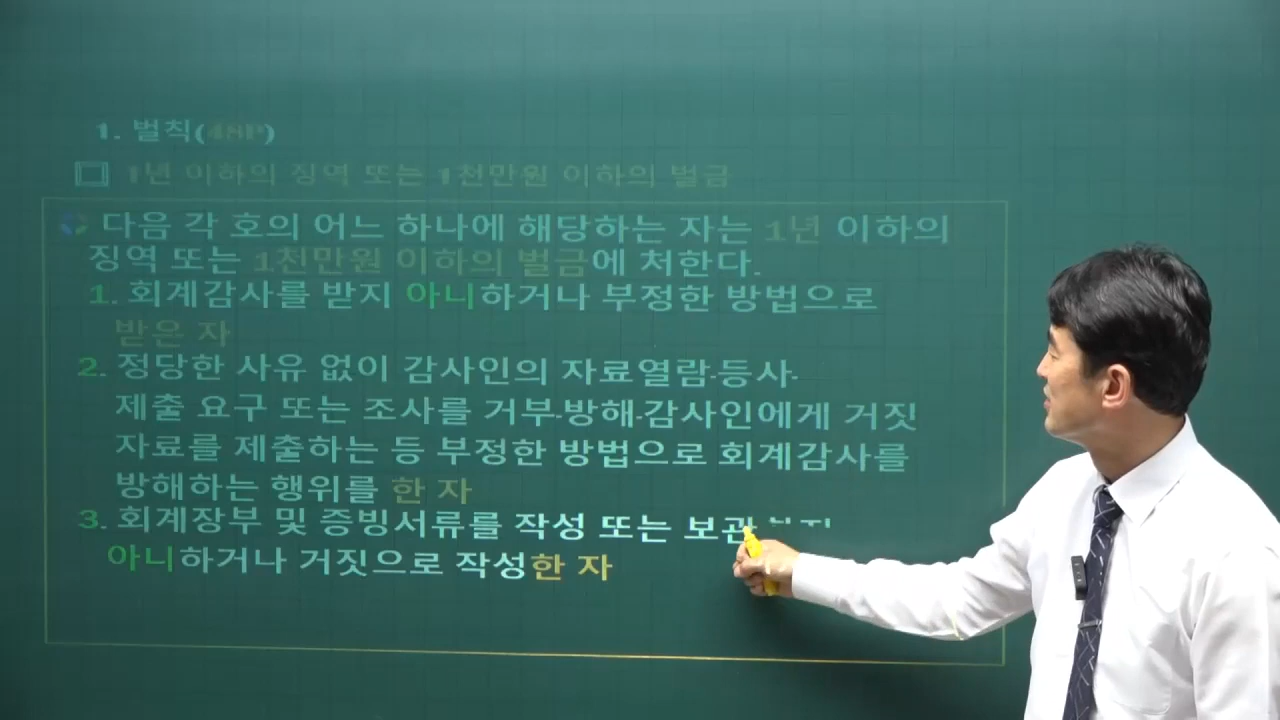 1. 벌칙(48P)
1년 이하의 징역 또는 1천만원 이하의 벌금
다음 각 호의 어느 하나에 해당하는 자는 1년 이하의
징역 또는 1천만원 이하의 벌금에 처한다.
1. 회계감사를 받지 아니하거나 부정한 방법으로
받은 자
2. 정당한 사유 없이 감사인의 자료열람·등사·
제출 요구 또는 조사를 거부·방해·감사인에게 거짓
자료를 제출하는 등 부정한 방법으로 회계감사를
방해하는 행위를 한 자
3. 회계장부 및 증빙서류를 작성 또는 보관
아니하거나 거짓으로 작성한 자